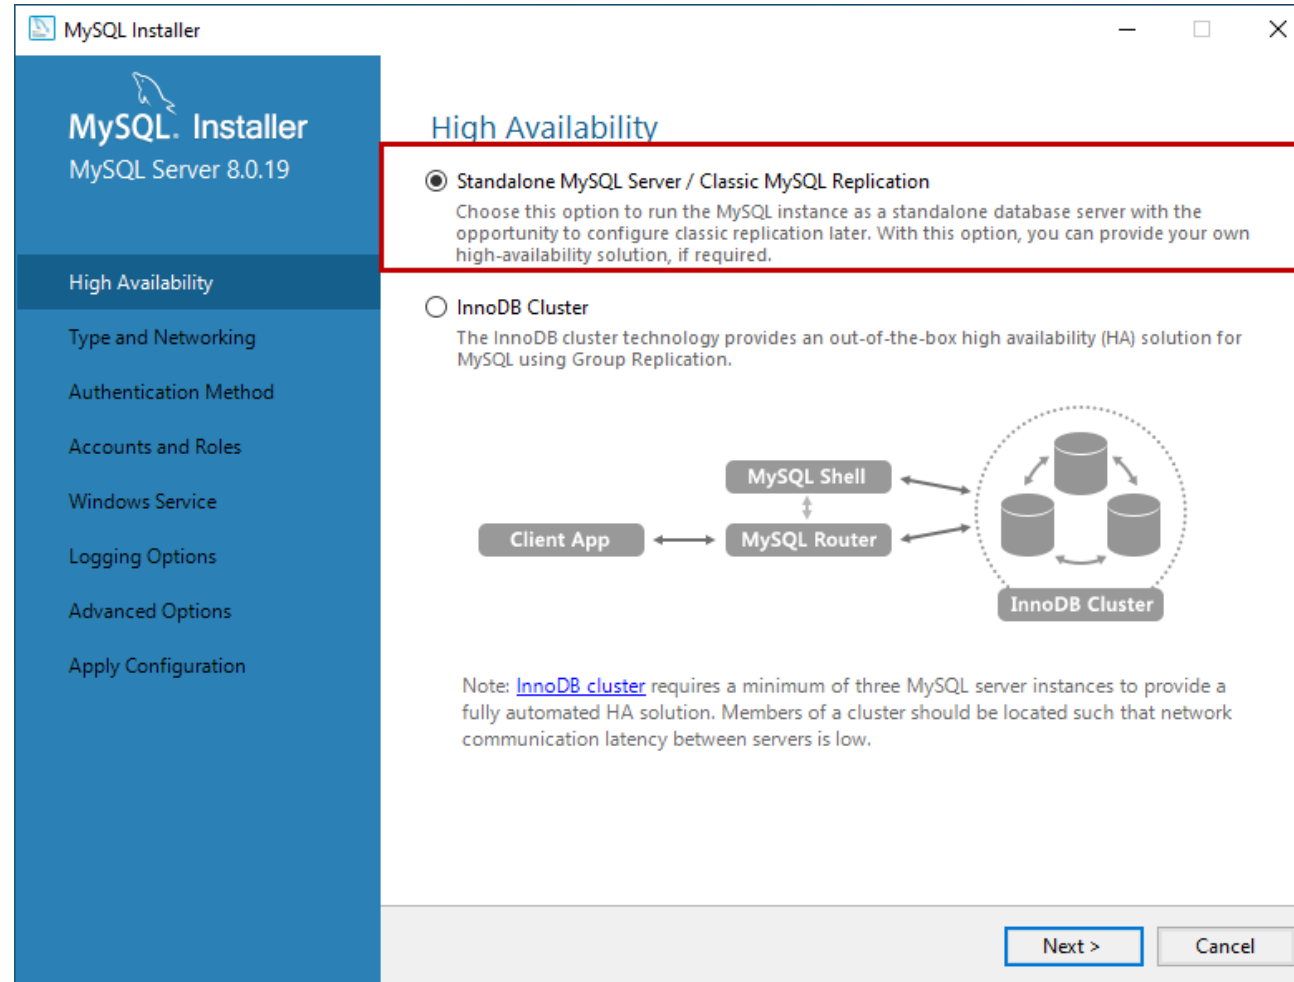 MySQL Installer
MySQL. Installer
MySQL Server 8.0.19
High Availability
Type and Networking
Authentication Method
Accounts and Roles
Windows Service
Logging Options
Advanced Options
Apply Configuration
High Availability
Standalone MySQL Server / Classic MySQL Replication
Choose this option to run the MySQL instance as a standalone database server with the
opportunity to configure classic replication later. With this option, you can provide your own
high-availability solution, if required.
InnoDB Cluster
The InnoDB cluster technology provides an out-of-the-box high availability (HA) solution for
MySQL using Group Replication.
MySQL Shell
Client App
MySQL Router
InnoDB Cluster
Note: InnoDB cluster requires a minimum of three MySQL server instances to provide a
fully automated HA solution. Members of a cluster should be located such that network
communication latency between servers is low.
Next >
Cancel